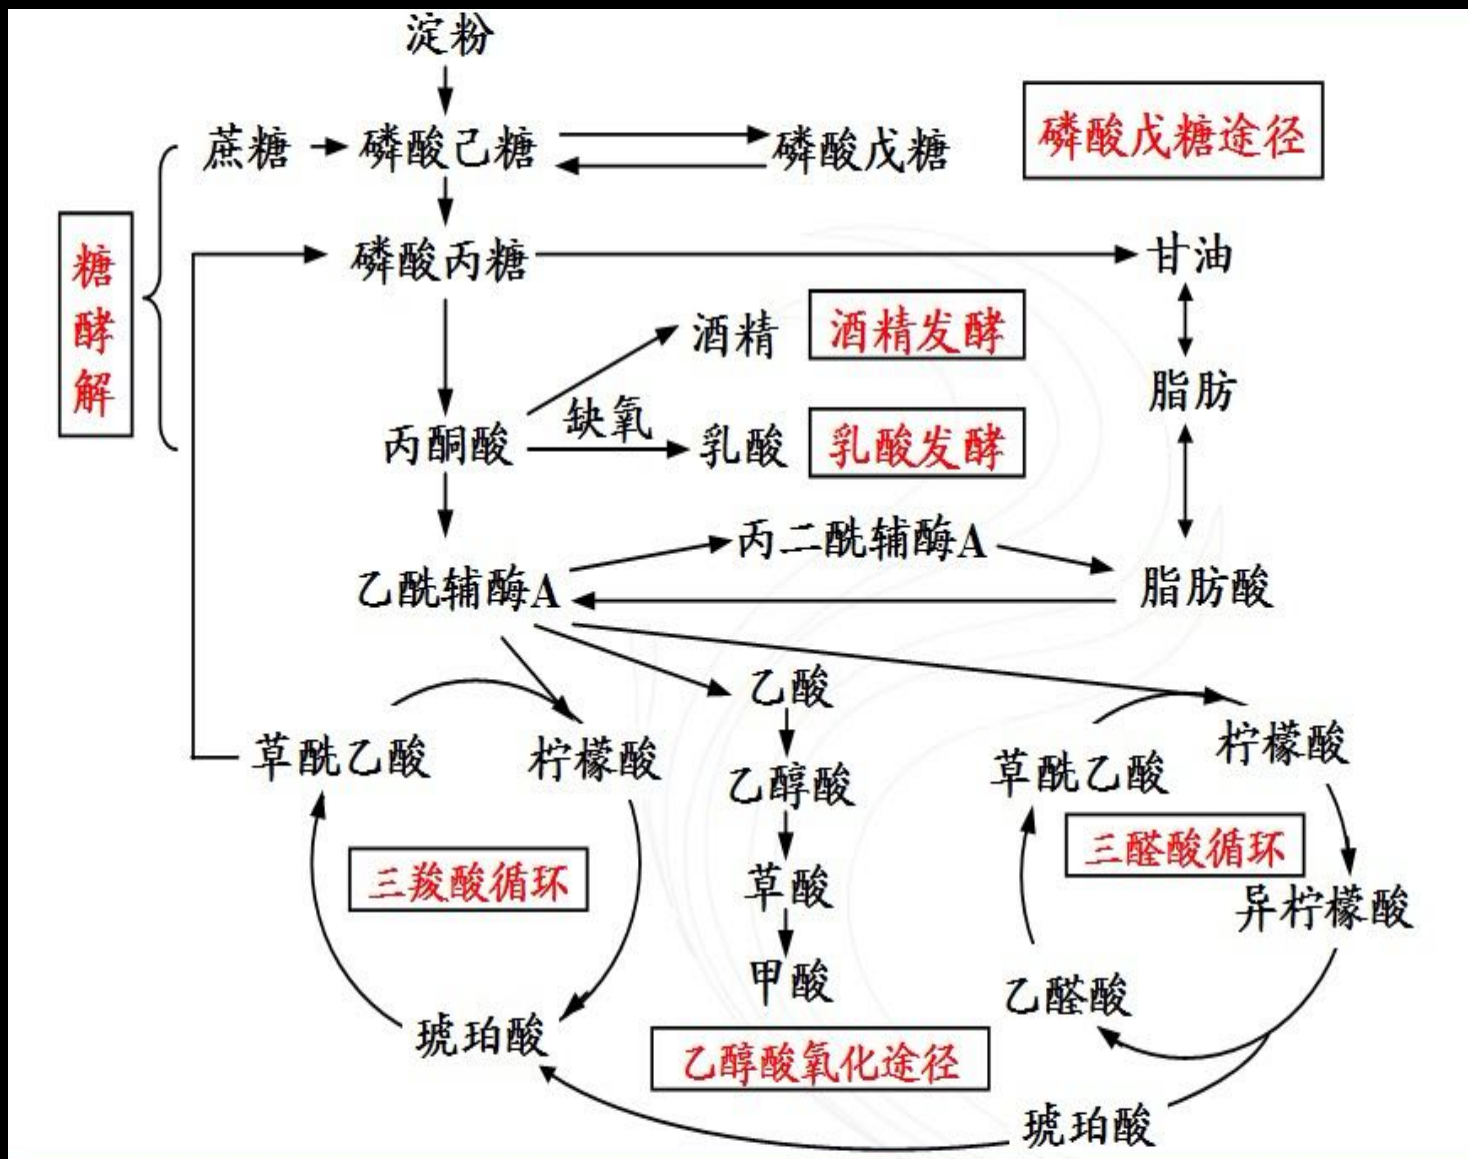 淀粉
蔗糖
磷酸己糖
磷酸戊糖
磷酸戊糖途径
糖酵解
磷酸丙糖
甘油
酒精
酒精发酵
脂肪
缺氧
丙酮酸
乳酸
乳酸发酵
丙二酰辅酶A
乙酰辅酶A
脂肪酸
乙酸
草酰乙酸
柠檬酸
乙醇酸
草酰乙酸
柠檬酸
三羧酸循环
草酸
三醛酸循环
异柠檬酸
甲酸
乙醛酸
琥珀酸
乙醇酸氧化途径
琥珀酸